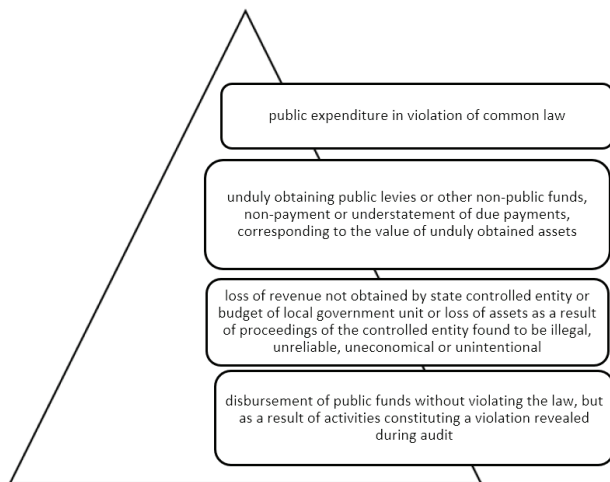 public expenditure in violation of common law
unduly obtaining public levies or other non-public funds,
non-payment or understatement of due payments,
corresponding to the value of unduly obtained assets
loss of revenue not obtained by state controlled entity or
budget of local government unit or loss of assets as a result
of proceedings of the controlled entity found to be illegal,
unreliable, uneconomical or unintentional
disbursement of public funds without violating the law, but
as a result of activities constituting a violation revealed
during audit